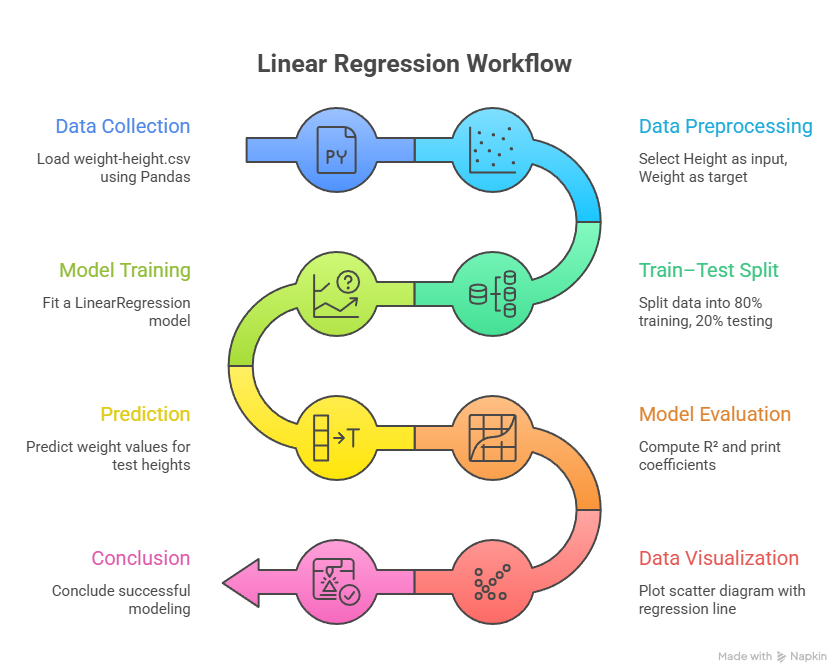 Linear Regression Workflow
Data Collection
Load weight-height.csv
using Pandas
PY
Data Preprocessing
Select Height as input,
Weight as target
Train–Test Split
Split data into 80%
training, 20% testing
Model Training
Fit a LinearRegression
model
?
Prediction
Predict weight values for
test heights
T
Model Evaluation
Compute R² and print
coefficients
Data Visualization
Plot scatter diagram with
regression line
Conclusion
Conclude successful
modeling
Made with Napkin